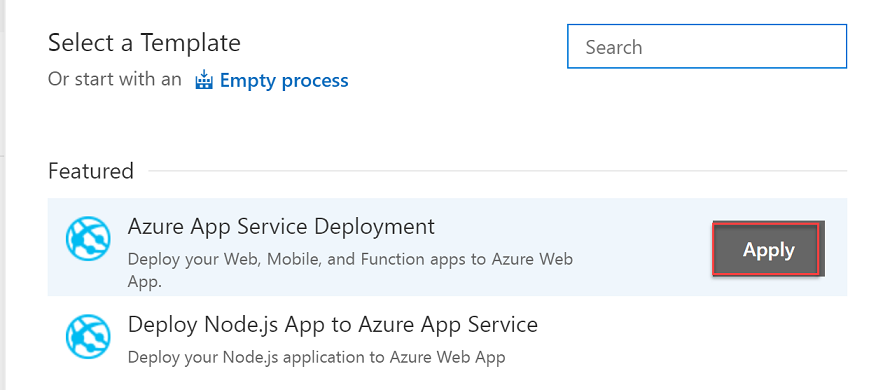 Select a Template
Search
Or start with an Empty process
Featured
Azure App Service Deployment
Deploy your Web, Mobile, and Function apps to Azure Web
App.
Apply
Deploy Node.js App to Azure App Service
Deploy your Node.js application to Azure Web App